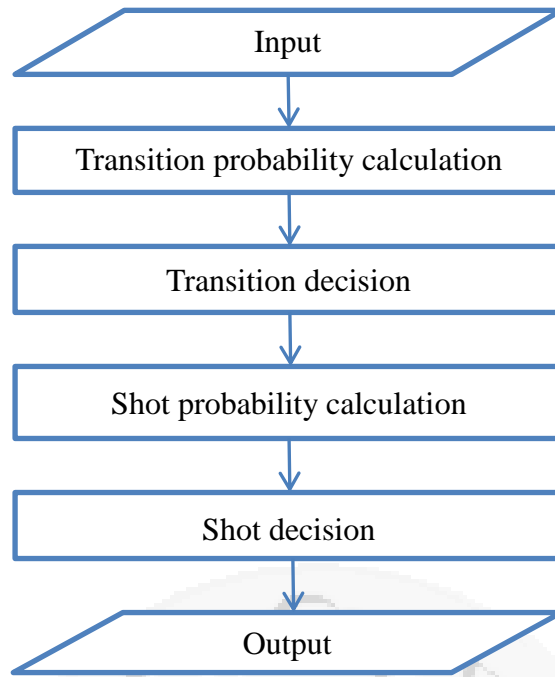 Input
Transition probability calculation
Transition decision
Shot probability calculation
Shot decision
Output